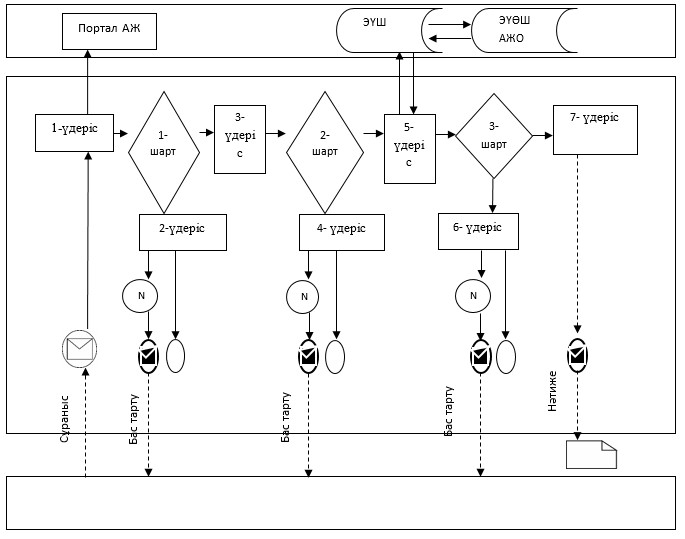 Портал АЖ
ЭҮШ
ЭҮӨШ
АЖО
1-үдеріс
1-
шарт
3-
үдері
с
2-
шарт
5-
үдері
с
3-
шарт
7- үдеріс
2-үдеріс
4- үдеріс
6- үдеріс
N
N
N
Сұраныс
Бас тарту
Бас тарту
Бас тарту
Нәтиже